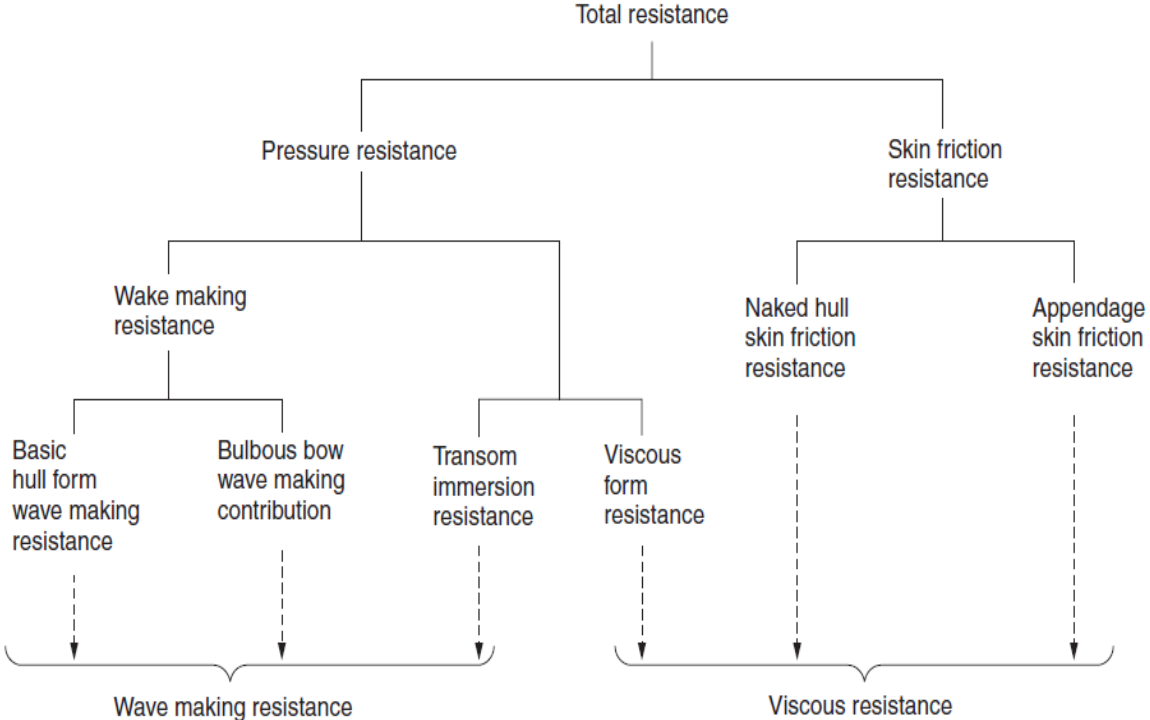 Total resistance
Pressure resistance
Skin friction
resistance
Wake making
resistance
Naked hull
skin friction
resistance
Appendage
skin friction
resistance
Basic
hull form
wave making
resistance
Bulbous bow
wave making
contribution
Transom
immersion
resistance
Viscous
form
resistance
Wave making resistance
Viscous resistance